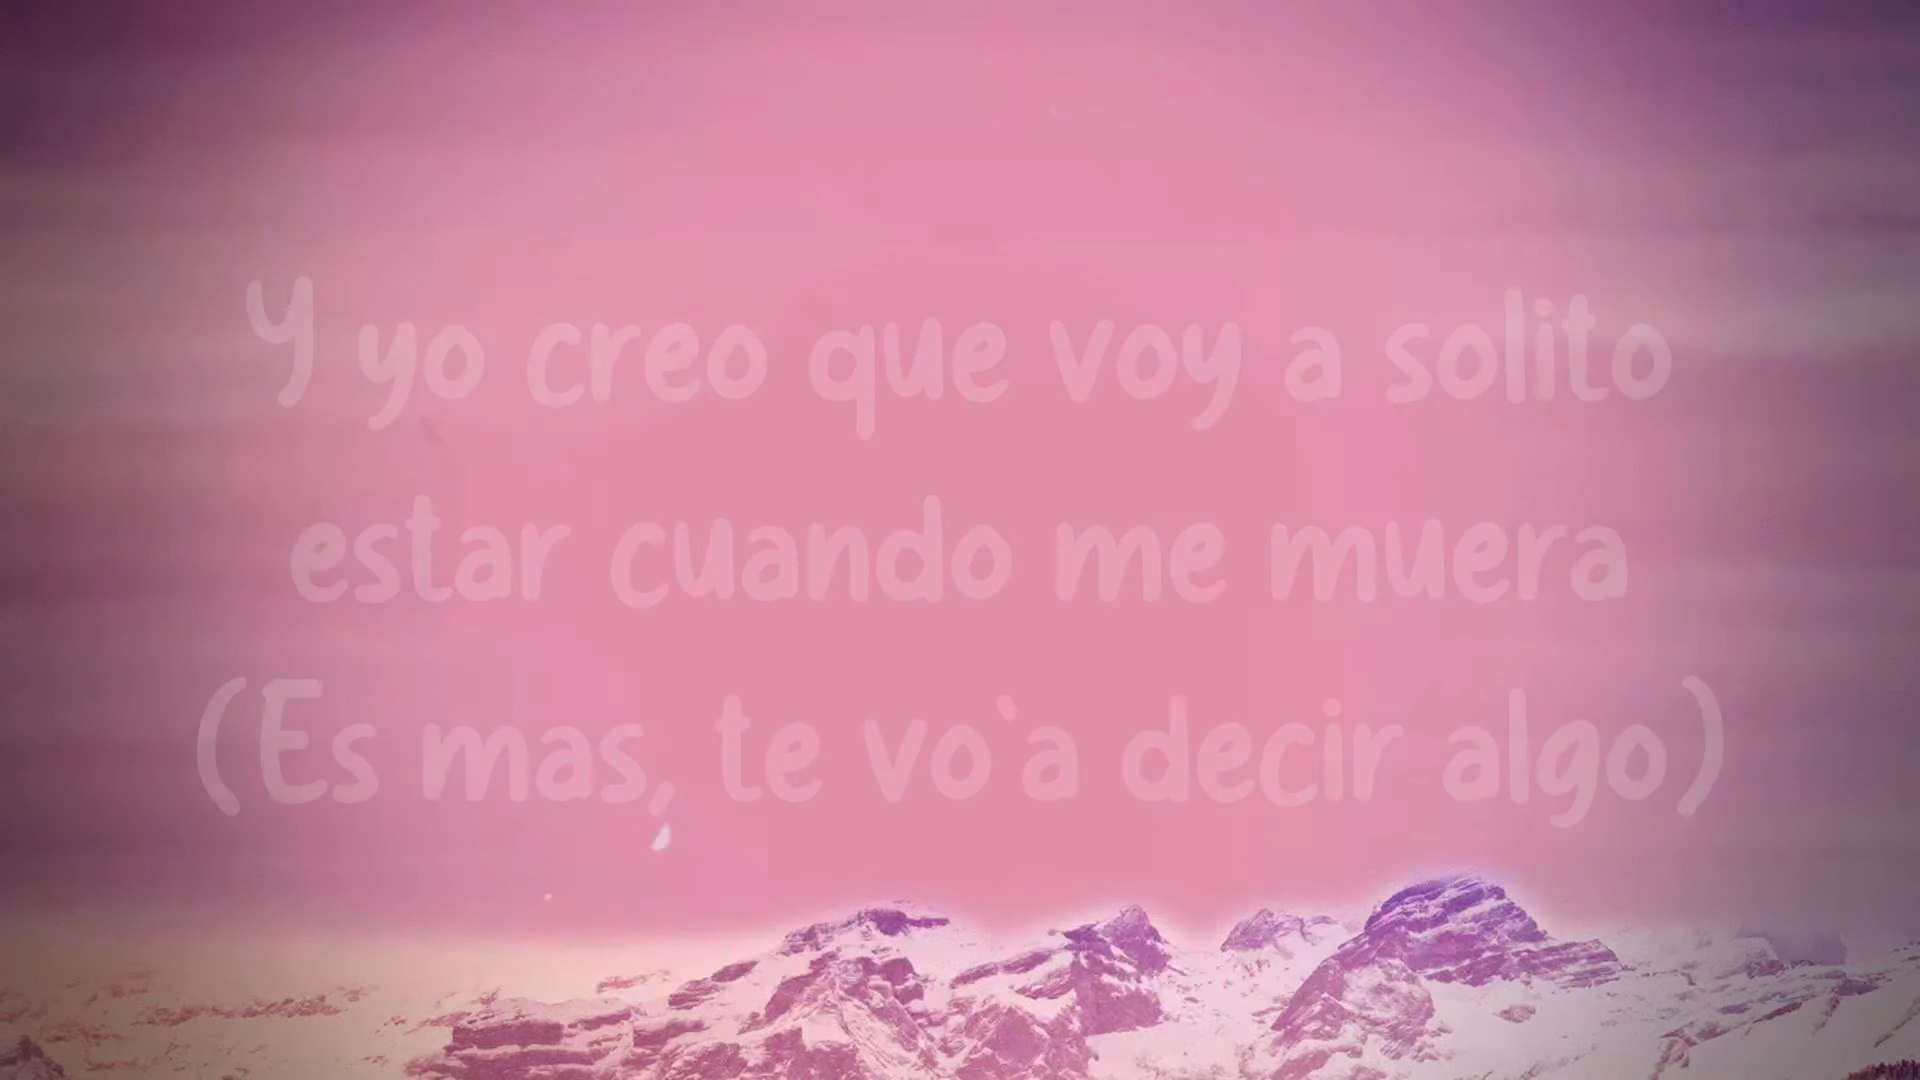 Y yo creo que voy a solito
estar cuando me muera
(Es mas, te vo`a decir algo)